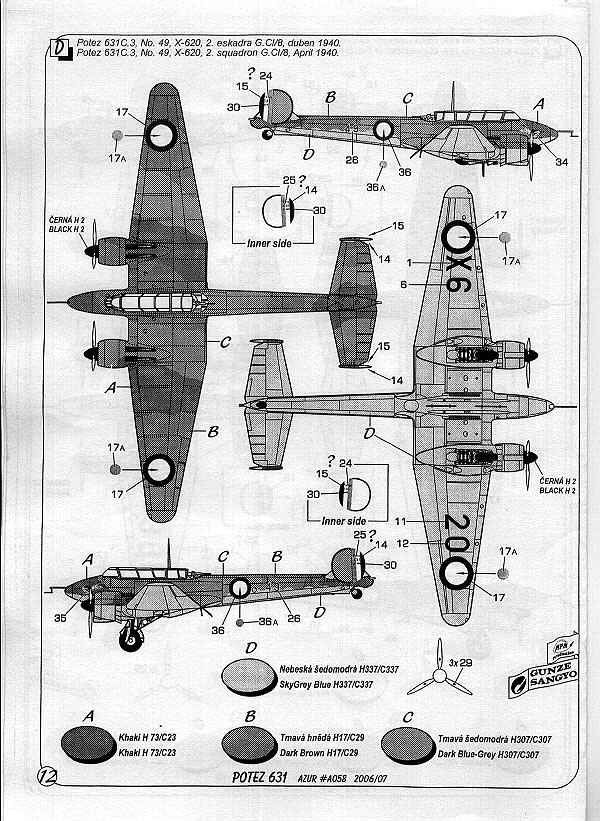 D
Potez 631C.3, No. 49, X-620, 2. eskadra G.CI/8, duben 1940.
Potez 631C.3, No. 49, X-620, 2. squadron G.CI/8, April 1940.
? 24
15
30
B
C
A
17
17A
D
26
36
36A
34
25 ?
14
30
Inner side
ČERNÁ H 2
BLACK H 2
15
14
17
17A
1
X6
6
C
A
15
14
B
D
? 24
15
30
Inner side
ČERNÁ H 2
BLACK H 2
17A
17
11
12
20
17A
17
25 ?
14
30
A
C
B
35
36
36A
26
D
D
Nebeská šedomodrá H337/C337
SkyGrey Blue H337/C337
3x 29
GUNZE
SANGYO
A
Khaki H 73/C23
Khaki H 73/C23
B
Tmavá hnědá H17/C29
Dark Brown H17/C29
C
Tmavá šedomodrá H307/C307
Dark Blue-Grey H307/C307
12
POTEZ 631 AZUR #A058 2006/07